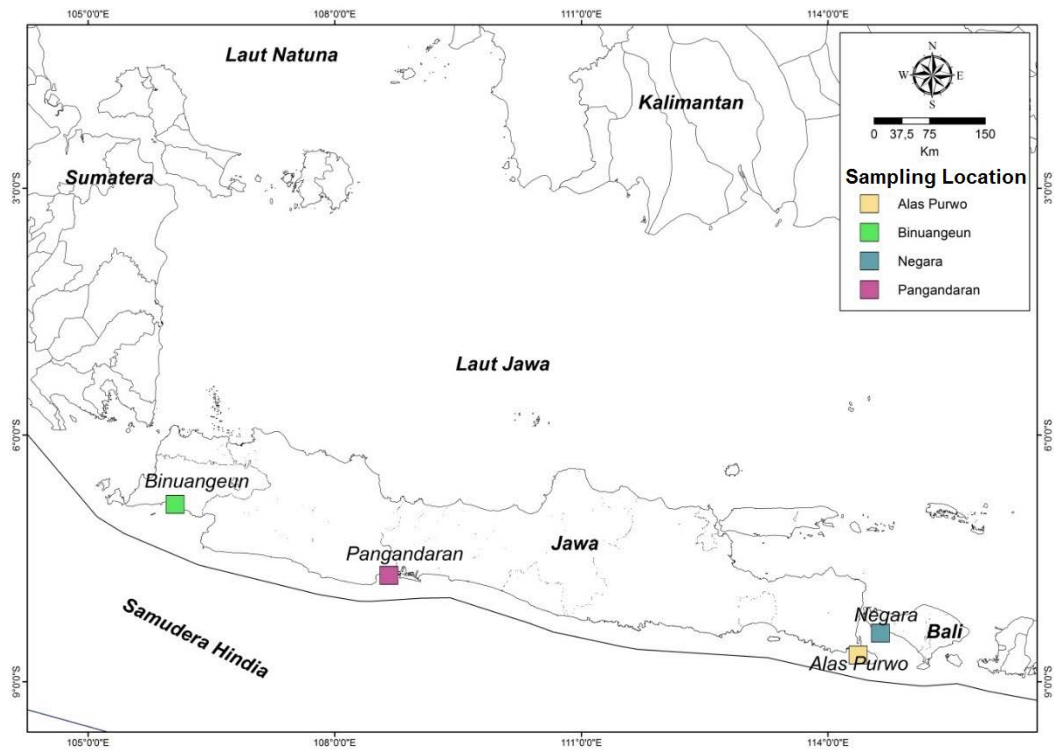 105°0'0"E 108°0'0"E 111°0'0"E 114°0'0"E
Laut Natuna
Kalimantan
Sumatera
N
W E
S
0 37,5 75 150
Km
Sampling Location
Alas Purwo
Binuangeun
Negara
Pangandaran
3°0'0"S 3°0'0"S
Laut Jawa
6°0'0"S 6°0'0"S
Binuangeun
Pangandaran
Jawa
Samudera Hindia
Negara
Bali
Alas Purwo
9°0'0"S 9°0'0"S
105°0'0"E 108°0'0"E 111°0'0"E 114°0'0"E